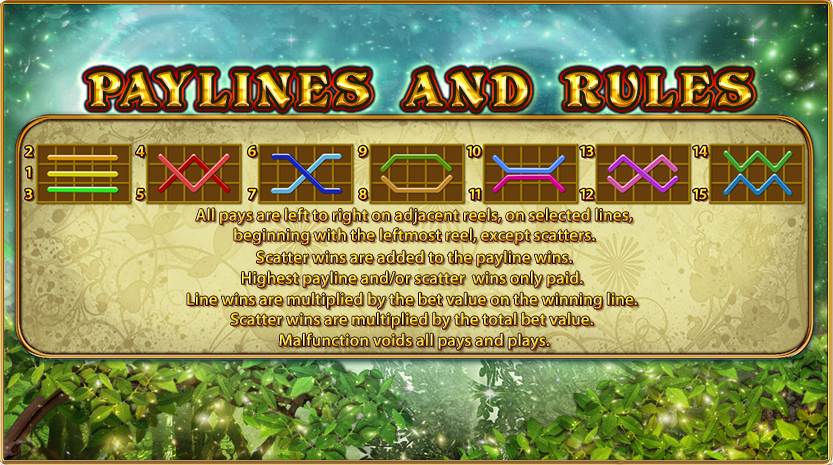 PAYLINES AND RULES
2 4 6 9 10 13 14
1
3 5 7 8 11 12 15
All pays are left to right on adjacent reels, on selected lines,
beginning with the leftmost reel, except scatters.
Scatter wins are added to the payline wins.
Highest payline and/or scatter wins only paid.
Line wins are multiplied by the bet value on the winning line.
Scatter wins are multiplied by the total bet value.
Malfunction voids all pays and plays.